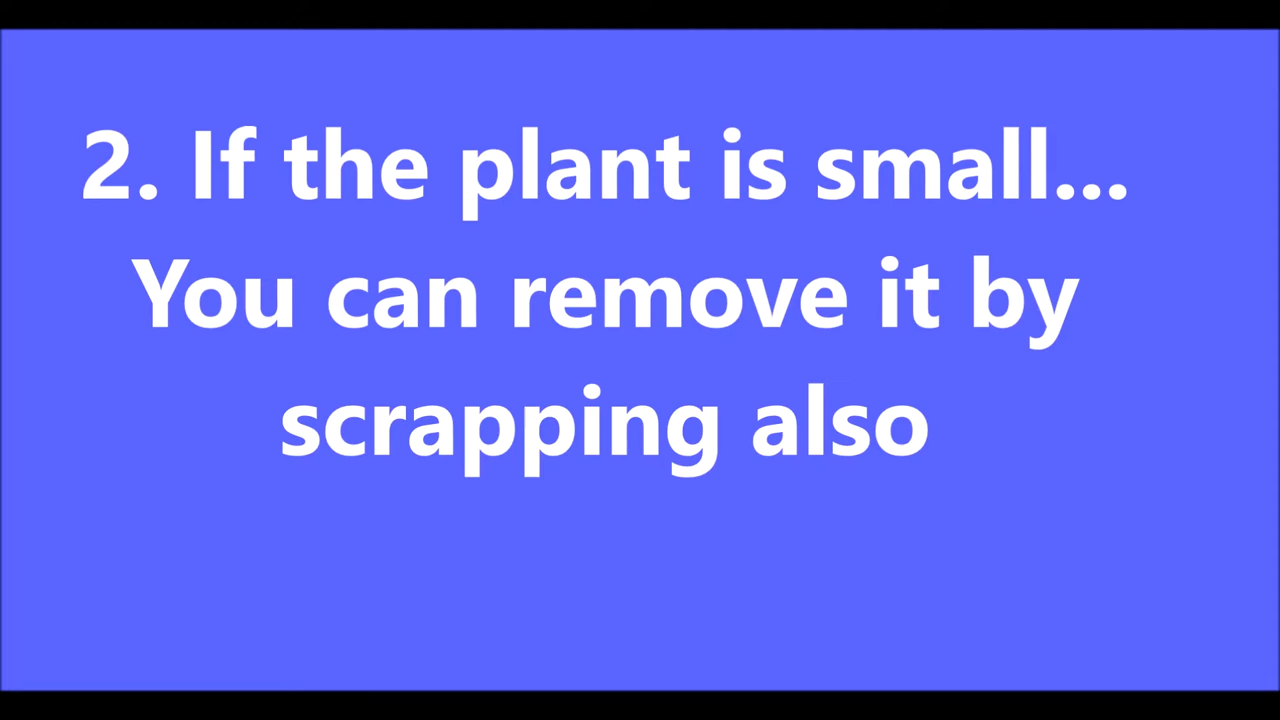 2. If the plant is small...
You can remove it by
scrapping also